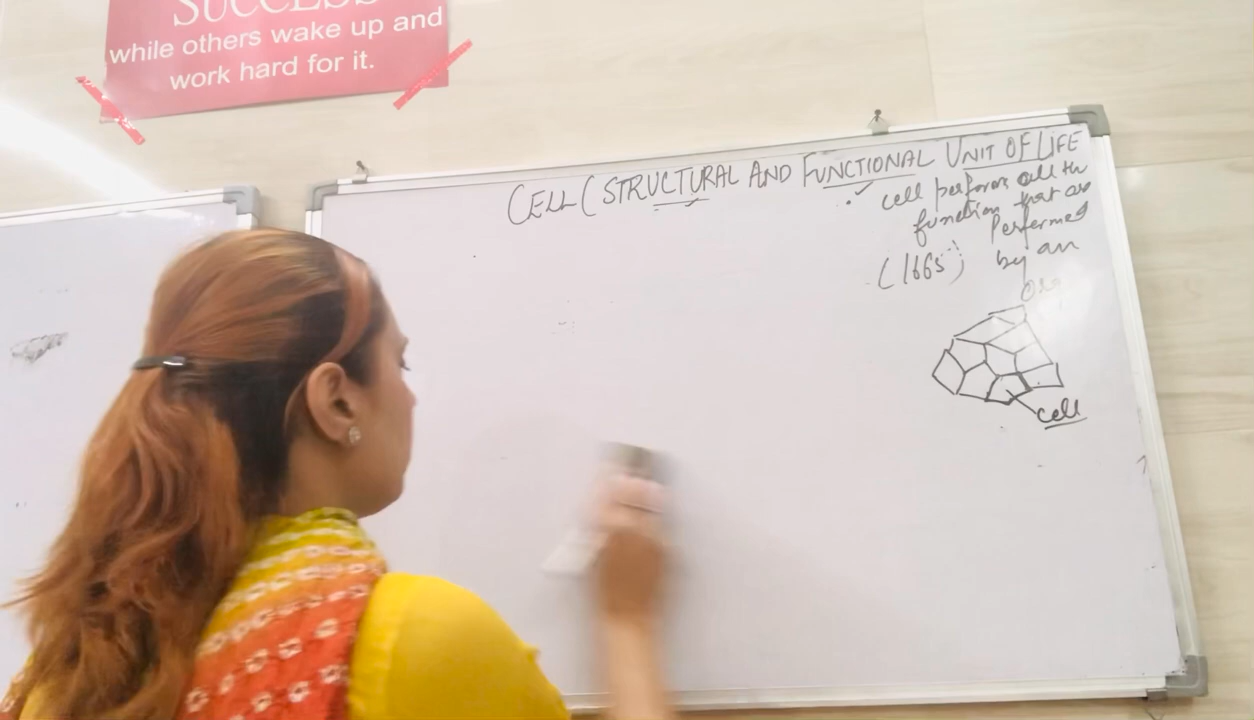 SUCCESS
while others wake up and
work hard for it.
CELL (STRUCTURAL AND FUNCTIONAL UNIT OF LIFE
cell performs all the
function that are
Performed
(1665) by an
Org
cell